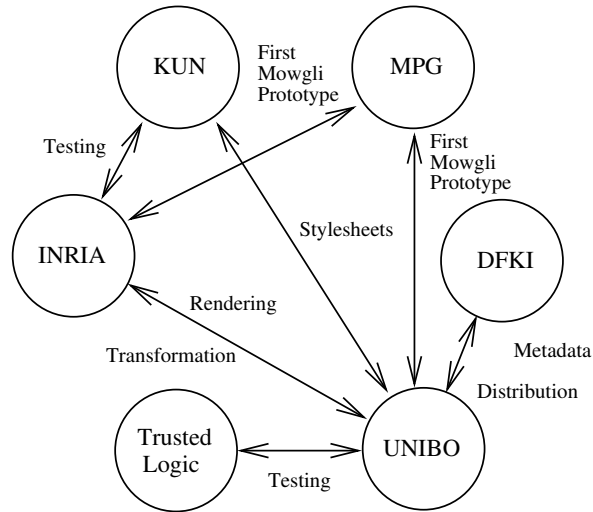 KUN
First
Mowgli
Prototype
MPG
Testing
First
Mowgli
Prototype
Stylesheets
INRIA
DFKI
Rendering
Transformation
Metadata
Distribution
Trusted
Logic
UNIBO
Testing